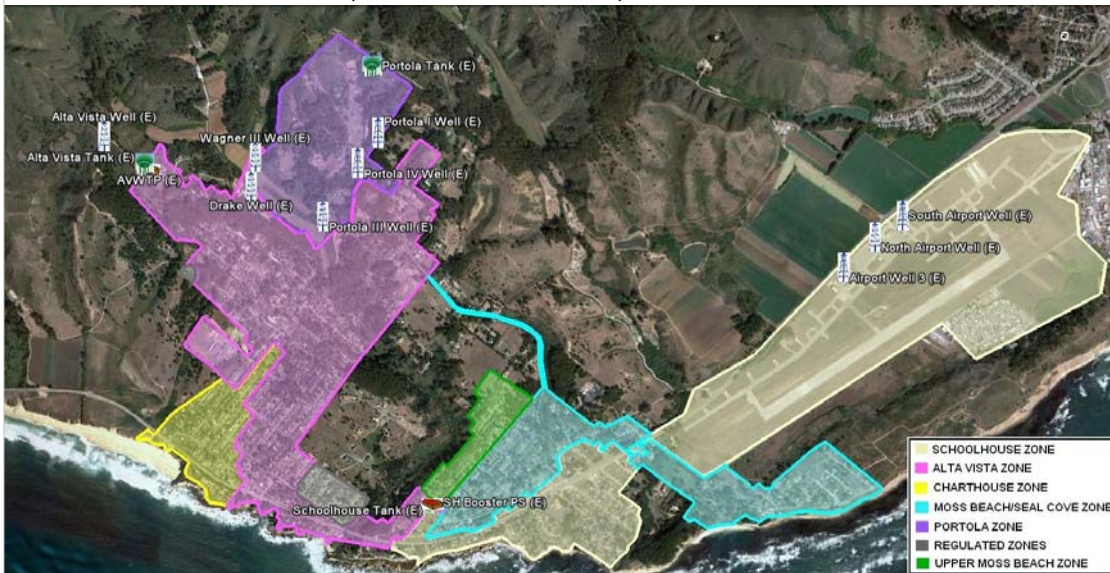 Portola Tank (E)
Alta Vista Well (E)
Portola I Well (E)
Wagner III Well (E)
Alta Vista Tank (E)
Portola IV Well (E)
AVWTP (E)
Drake Well (E)
South Airport Well (E)
Portola III Well (E)
North Airport Well (E)
Airport Well 3 (E)
SH Booster PS (E)
Schoolhouse Tank (E)
SCHOOLHOUSE ZONE
ALTA VISTA ZONE
CHARTHOUSE ZONE
MOSS BEACH/SEAL COVE ZONE
PORTOLA ZONE
REGULATED ZONES
UPPER MOSS BEACH ZONE